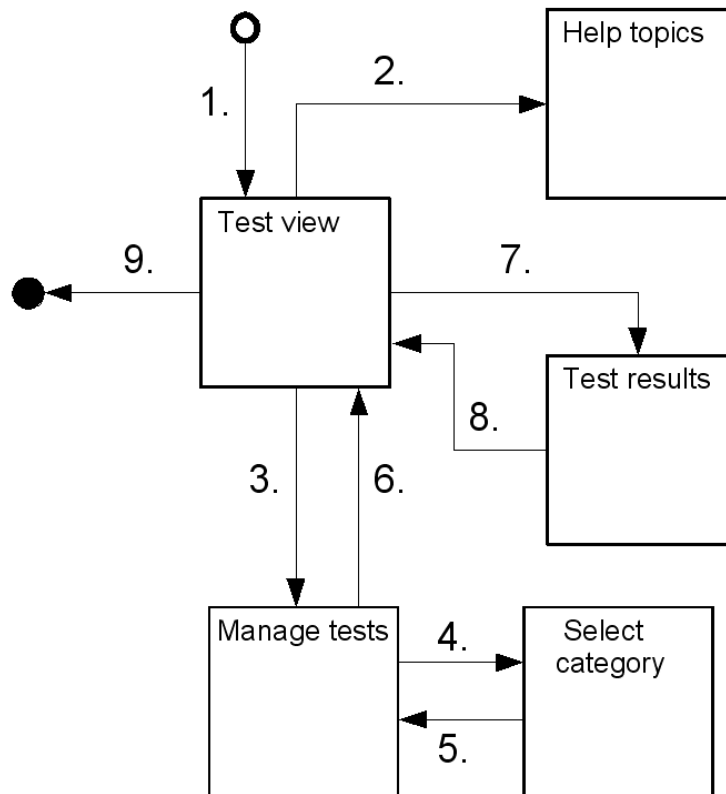 Help topics
1.
2.
Test view
9.
7.
Test results
8.
3.
6.
Manage tests
4.
Select
category
5.